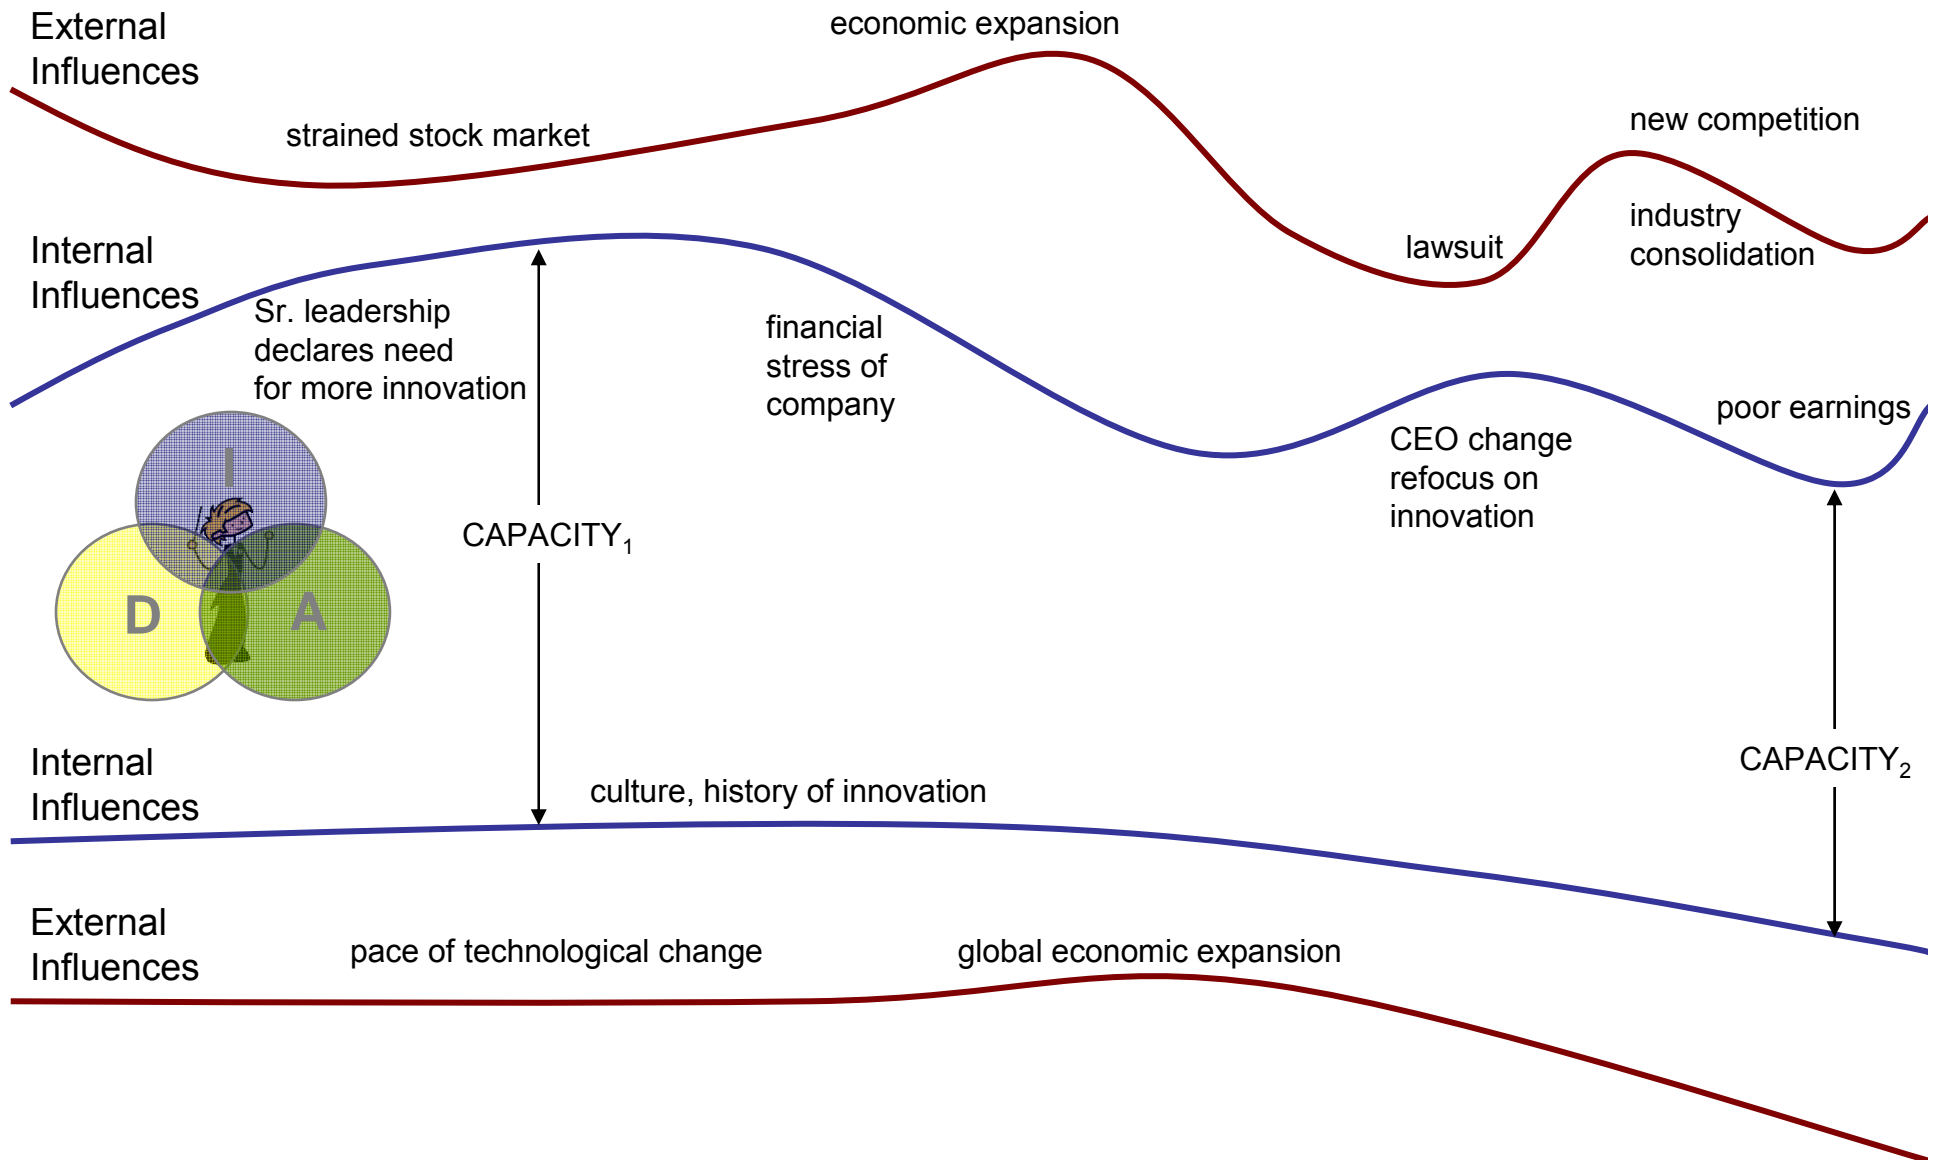 External
Influences
economic expansion
strained stock market
new competition
industry
consolidation
lawsuit
Internal
Influences
Sr. leadership
declares need
for more innovation
financial
stress of
company
poor earnings
CEO change
refocus on
innovation
I
D
A
CAPACITY1
CAPACITY2
Internal
Influences
culture, history of innovation
External
Influences
pace of technological change
global economic expansion